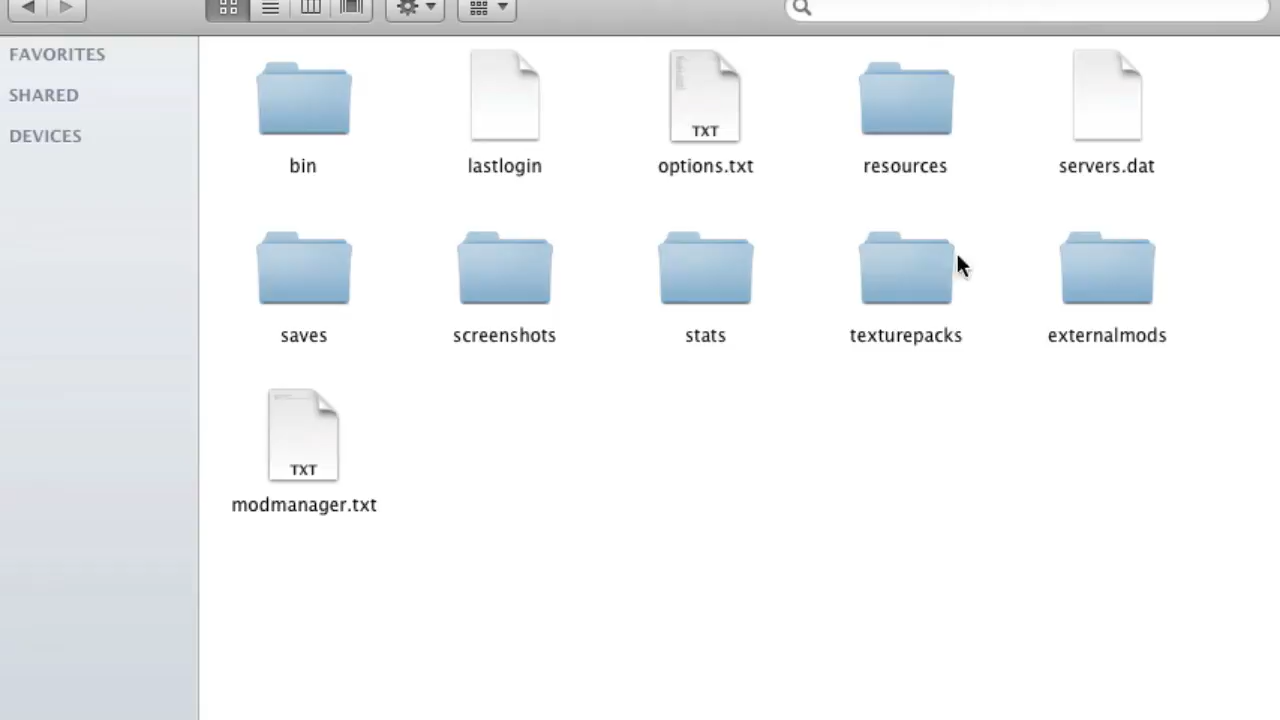 FAVORITES
SHARED
DEVICES
TXT
bin
lastlogin
options.txt
resources
servers.dat
saves
screenshots
stats
texturepacks
externalmods
TXT
modmanager.txt